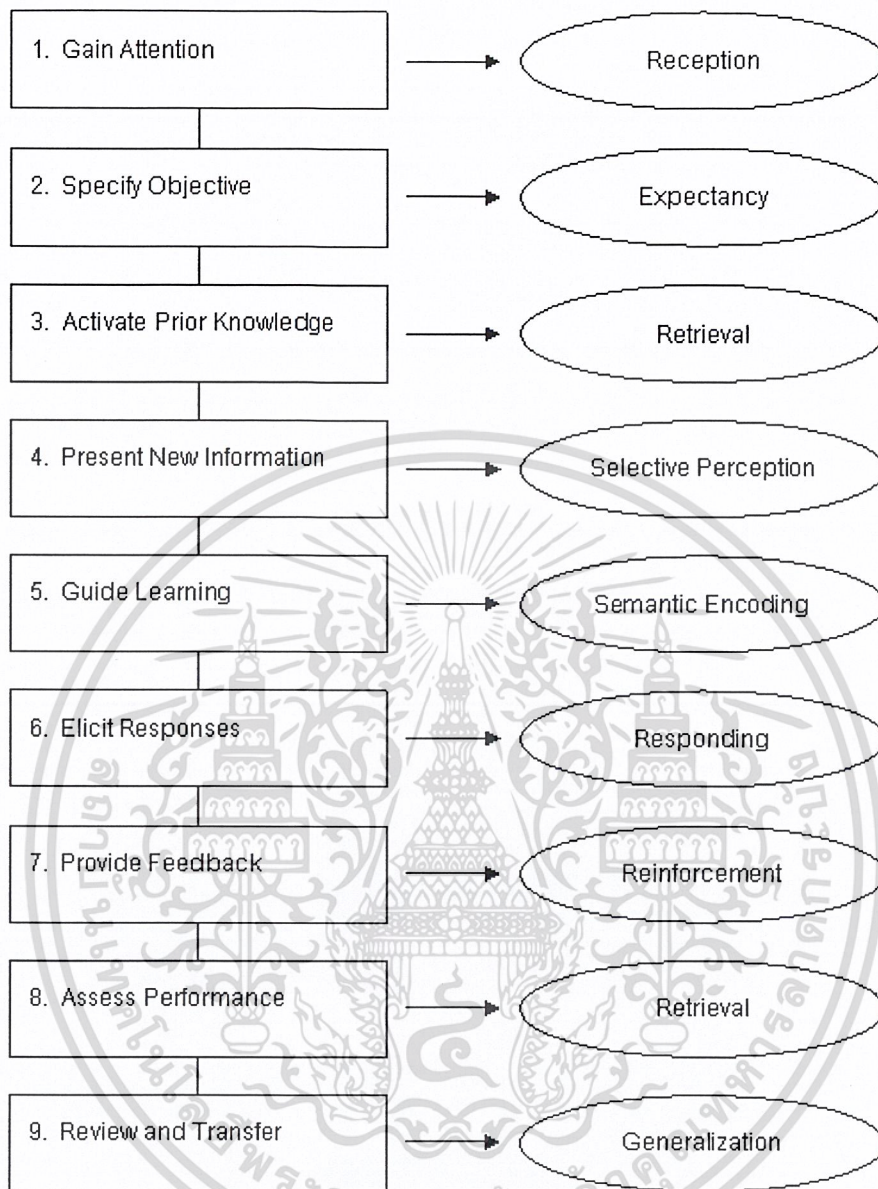 1. Gain Attention
Reception
2. Specify Objective
Expectancy
3. Activate Prior Knowledge
Retrieval
4. Present New Information
Selective Perception
5. Guide Learning
Semantic Encoding
6. Elicit Responses
Responding
7. Provide Feedback
Reinforcement
8. Assess Performance
Retrieval
9. Review and Transfer
Generalization